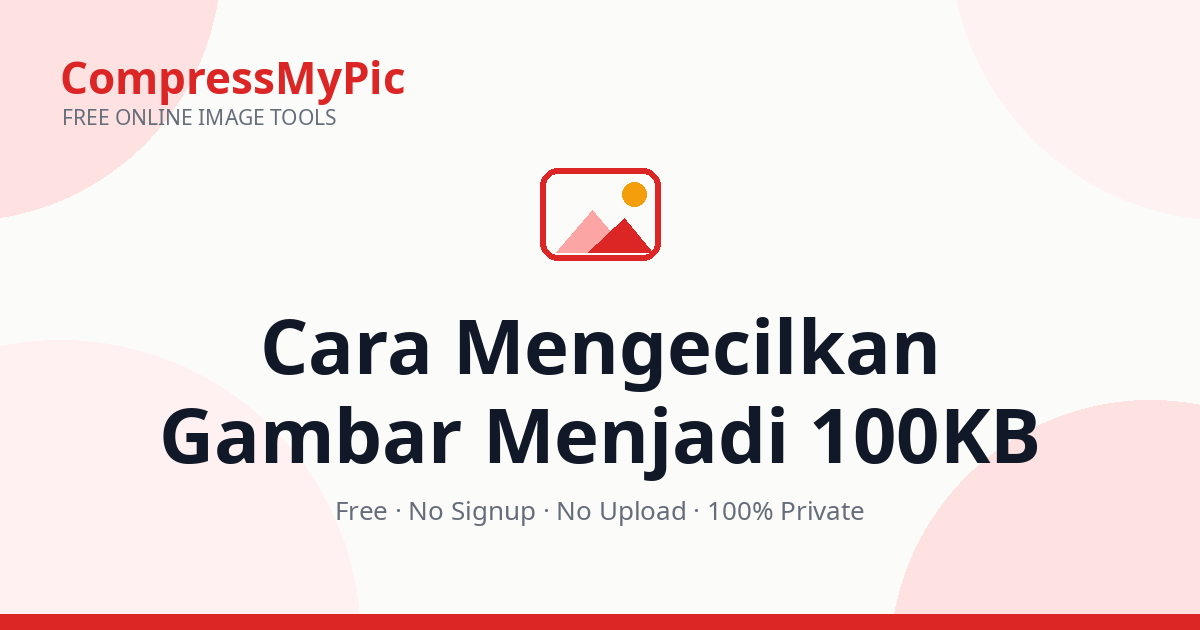 CompressMyPic
FREE ONLINE IMAGE TOOLS
Cara Mengecilkan
Gambar Menjadi 100KB
Free · No Signup · No Upload · 100% Private